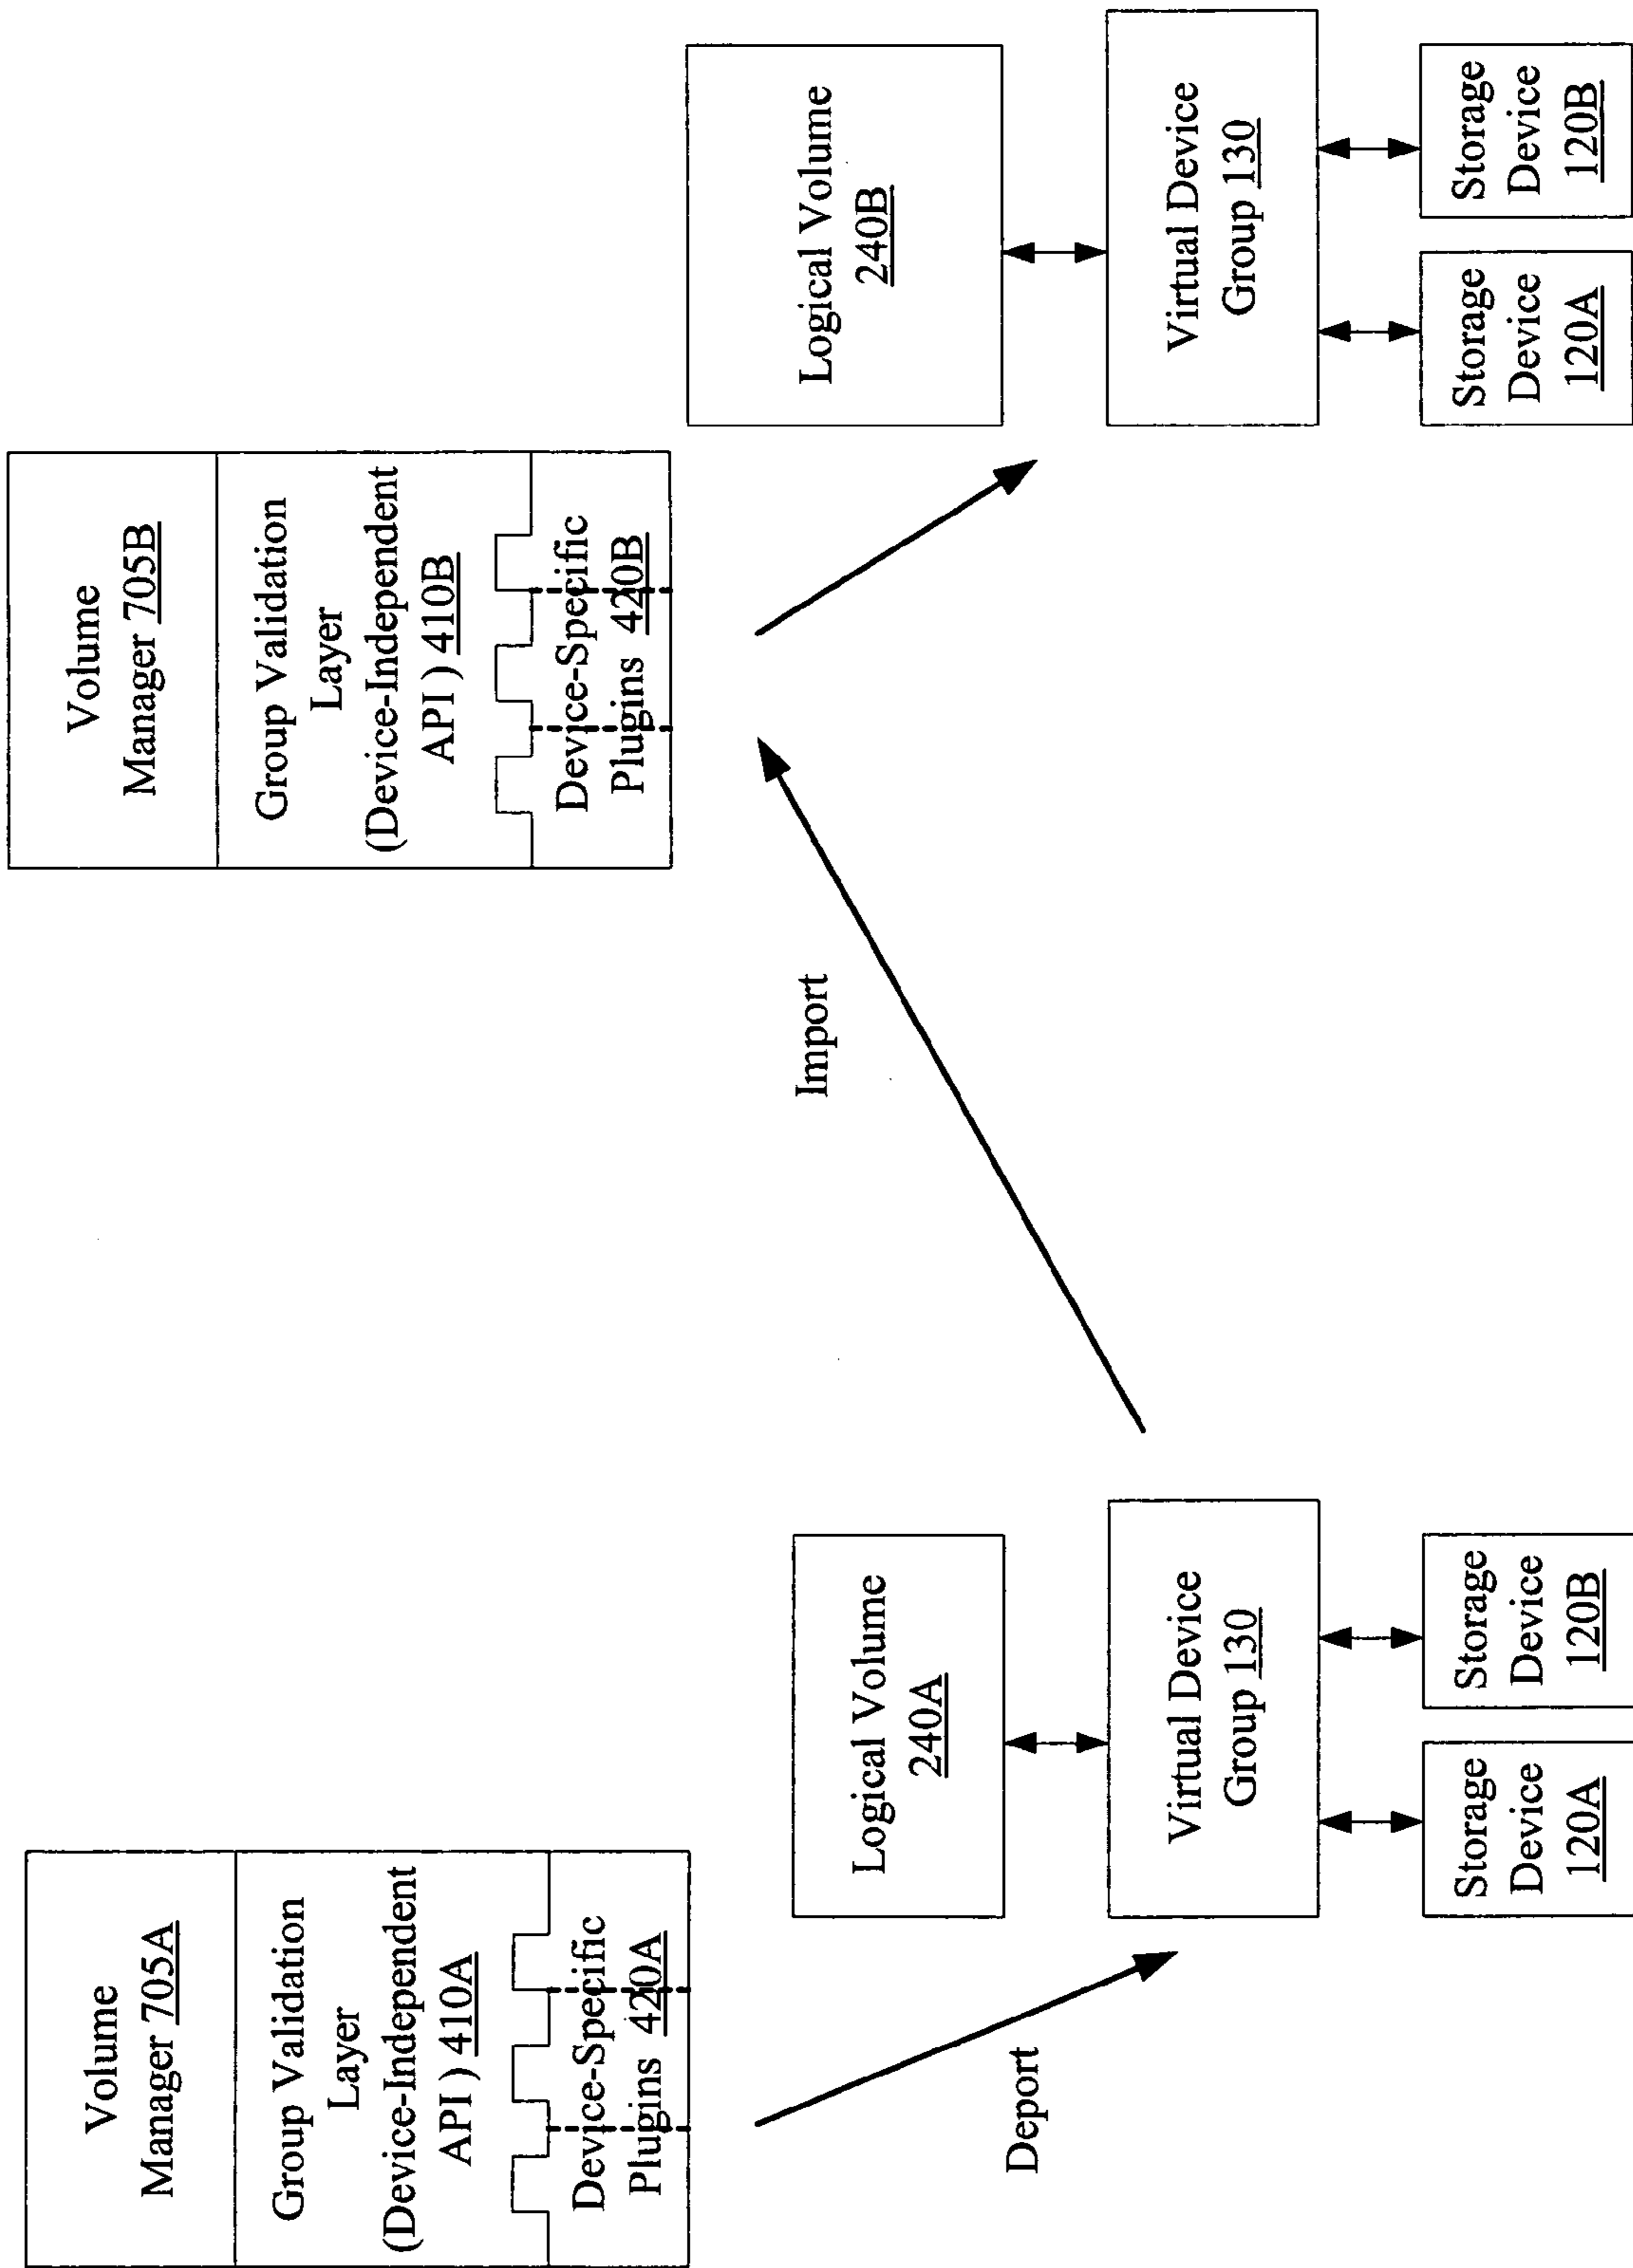 Volume
Manager 705A
Group Validation
Layer
(Device-Independent
API ) 410A
Device-Specific
Plugins 420A
Deport
Logical Volume
240A
Virtual Device
Group 130
Storage
Device
120A
Storage
Device
120B
Import
Volume
Manager 705B
Group Validation
Layer
(Device-Independent
API ) 410B
Device-Specific
Plugins 420B
Logical Volume
240B
Virtual Device
Group 130
Storage
Device
120A
Storage
Device
120B